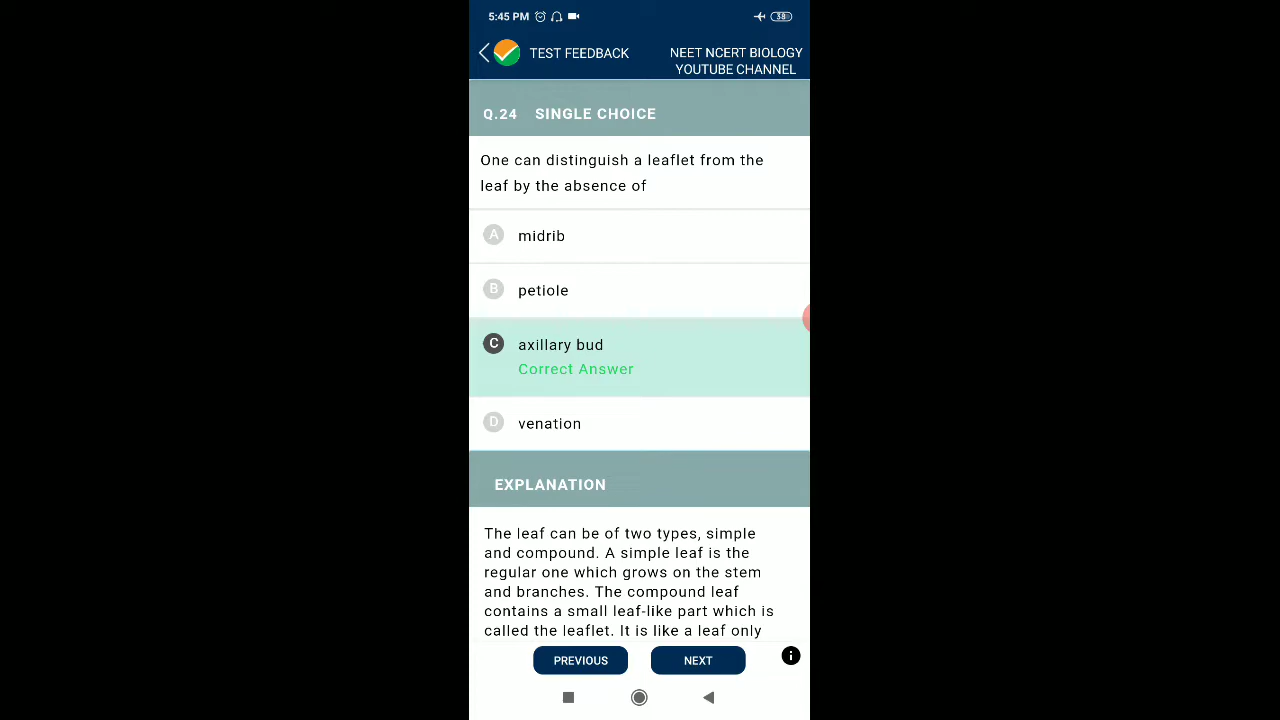 5:45 PM 38
TEST FEEDBACK
NEET NCERT BIOLOGY
YOUTUBE CHANNEL
Q.24 SINGLE CHOICE
One can distinguish a leaflet from the
leaf by the absence of
A midrib
B petiole
C axillary bud
Correct Answer
D venation
EXPLANATION
The leaf can be of two types, simple
and compound. A simple leaf is the
regular one which grows on the stem
and branches. The compound leaf
contains a small leaf-like part which is
called the leaflet. It is like a leaf only
PREVIOUS NEXT i